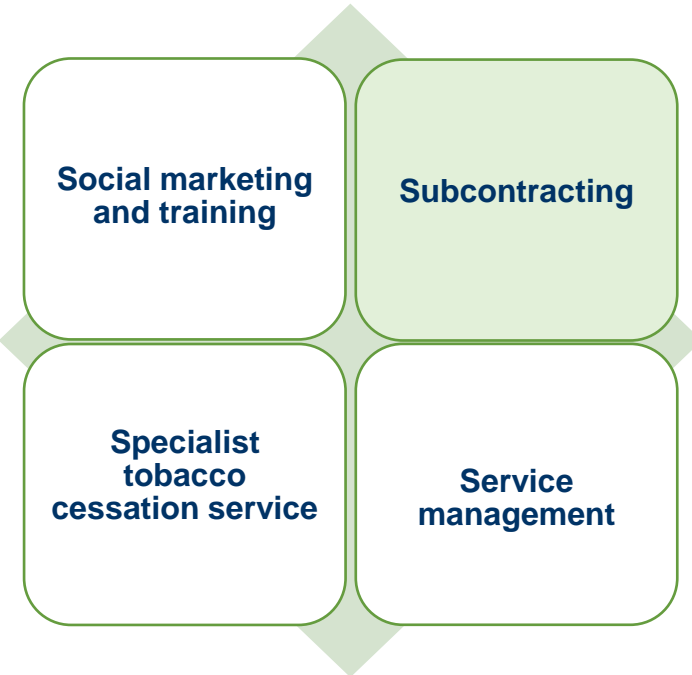 Social marketing
and training
Subcontracting
Specialist
tobacco
cessation service
Service
management